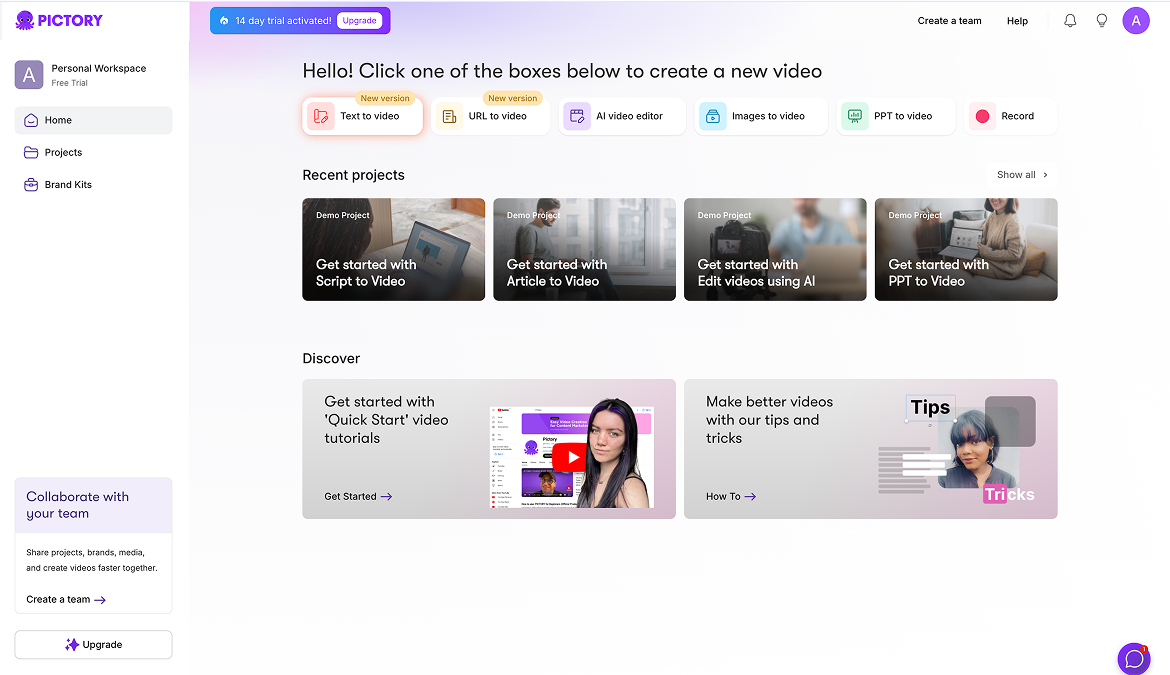 PICTORY
14 day trial activated! Upgrade
Create a team
Help
A
A
Personal Workspace
Free Trial
Home
Projects
Brand Kits
Hello! Click one of the boxes below to create a new video
New version
Text to video
New version
URL to video
AI video editor
Images to video
PPT to video
Record
Recent projects
Show all
Demo Project
Get started with
Script to Video
Demo Project
Get started with
Article to Video
Demo Project
Get started with
Edit videos using AI
Demo Project
Get started with
PPT to Video
Discover
Get started with
'Quick Start' video
tutorials
Get Started
Easy Video Creation
For Content Marketers
Pictory
Make better videos
with our tips and
tricks
How To
Tips
Tricks
Collaborate with
your team
Share projects, brands, media,
and create videos faster together.
Create a team
Upgrade
1